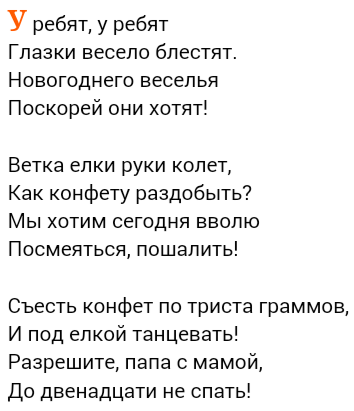 У ребят, у ребят
Глазки весело блестят.
Новогоднего веселья
Поскорей они хотят!

Ветка елки руки колет,
Как конфету раздобыть?
Мы хотим сегодня вволю
Посмеяться, пошалить!

Съесть конфет по триста граммов,
И под елкой танцевать!
Разрешите, папа с мамой,
До двенадцати не спать!